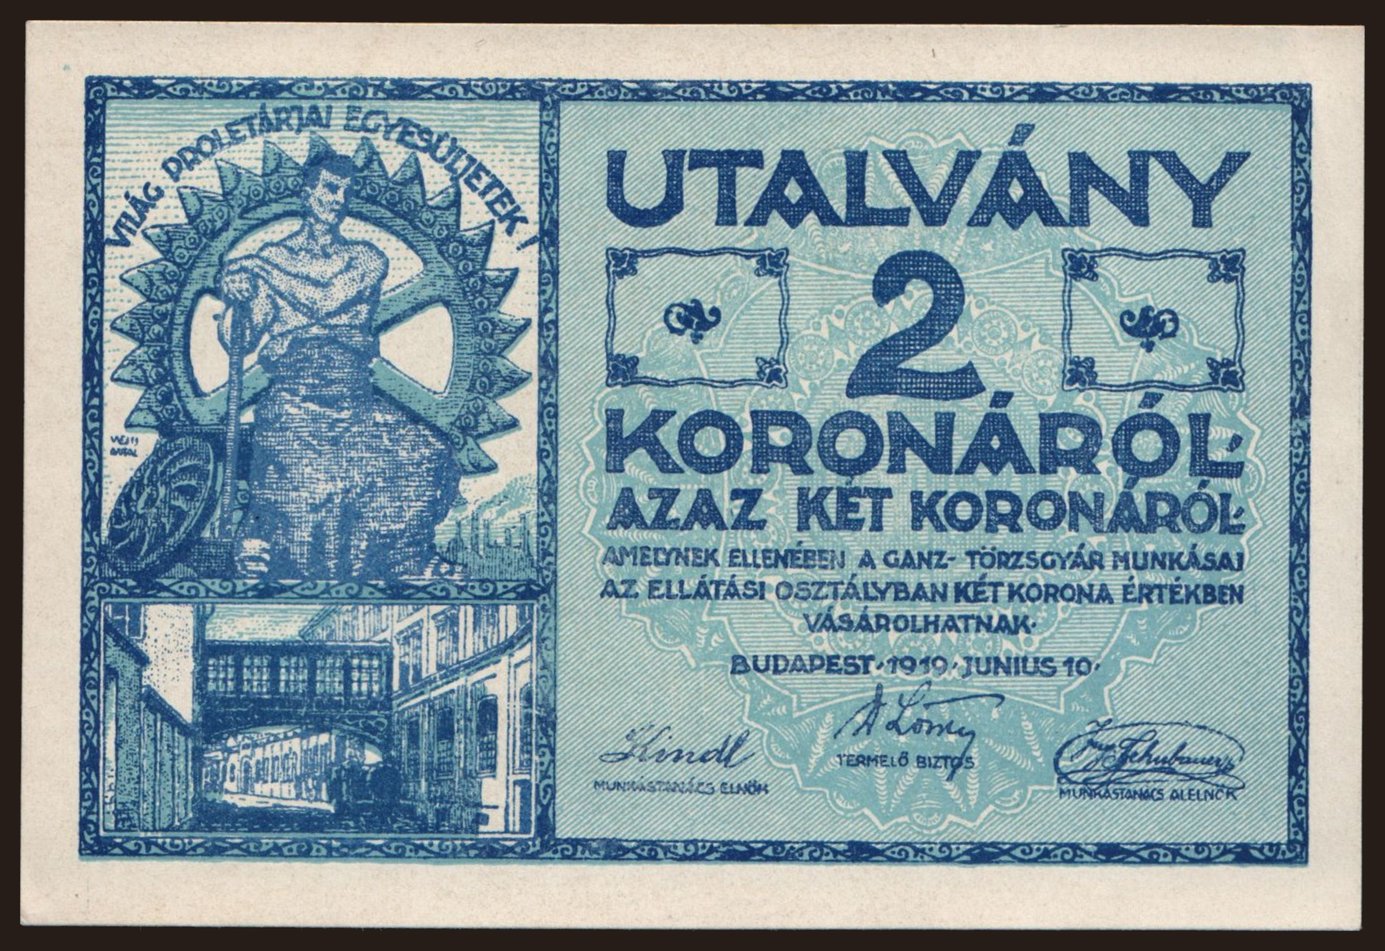 VILÁG PROLETÁRJAI EGYESÜLJETEK!
UTALVÁNY
2
KORONÁRÓL·
AZAZ KÉT KORONÁRÓL·
AMELYNEK ELLENÉBEN A GANZ- TÖRZSGYÁR MUNKÁSAI
AZ ELLÁTÁSI OSZTÁLYBAN KÉT KORONA ÉRTÉKBEN
VÁSÁROLHATNAK·
BUDAPEST·1919·JUNIUS 10·
Kindl
MUNKÁSTANÁCS ELNÖK
TERMELŐ BIZTOS
MUNKÁSTANÁCS ALELNÖK